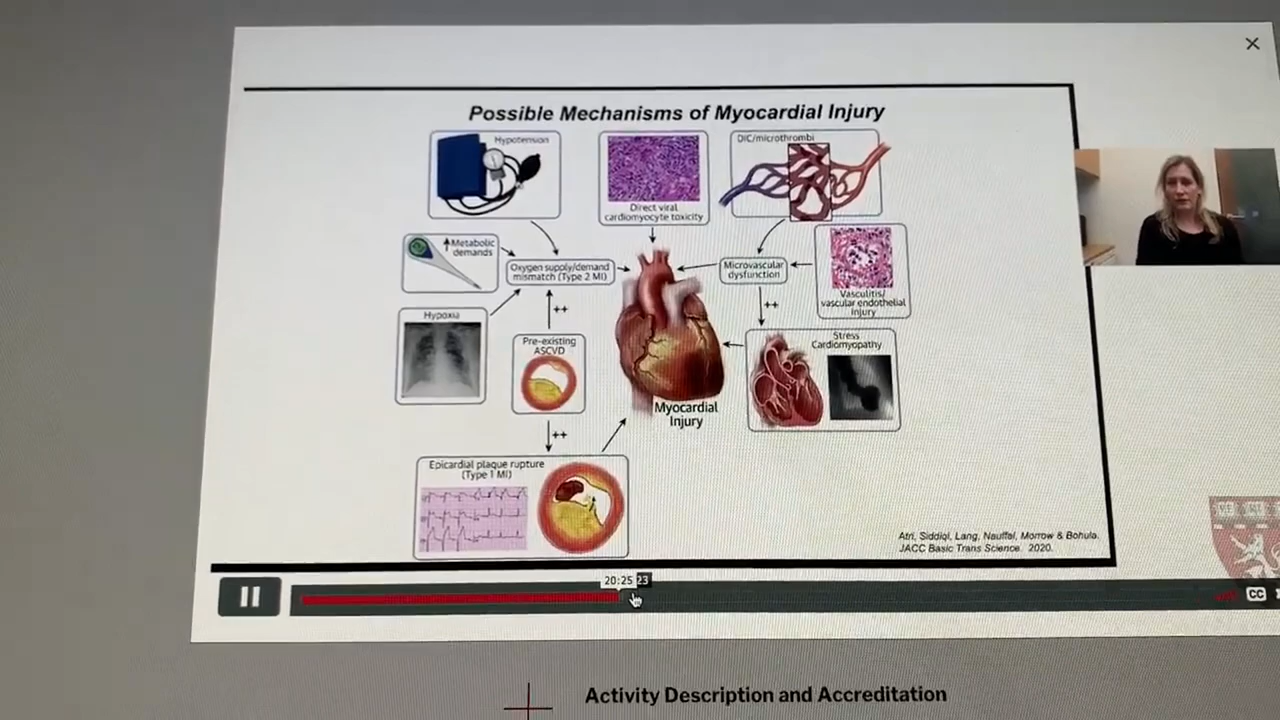 Possible Mechanisms of Myocardial Injury
Hypotension
Direct viral
cardiomyocyte toxicity
DIC/microthrombi
Metabolic
demands
Oxygen supply/demand
mismatch (Type 2 MI)
Microvascular
dysfunction
Vasculitis/
vascular endothelial
injury
Hypoxia
++
++
Pre-existing
ASCVD
Stress
Cardiomyopathy
Myocardial
Injury
++
Epicardial plaque rupture
(Type 1 MI)
Atri, Siddiqi, Lang, Nauffal, Morrow & Bohula.
JACC Basic Trans Science. 2020.
20:25
23
CC
Activity Description and Accreditation